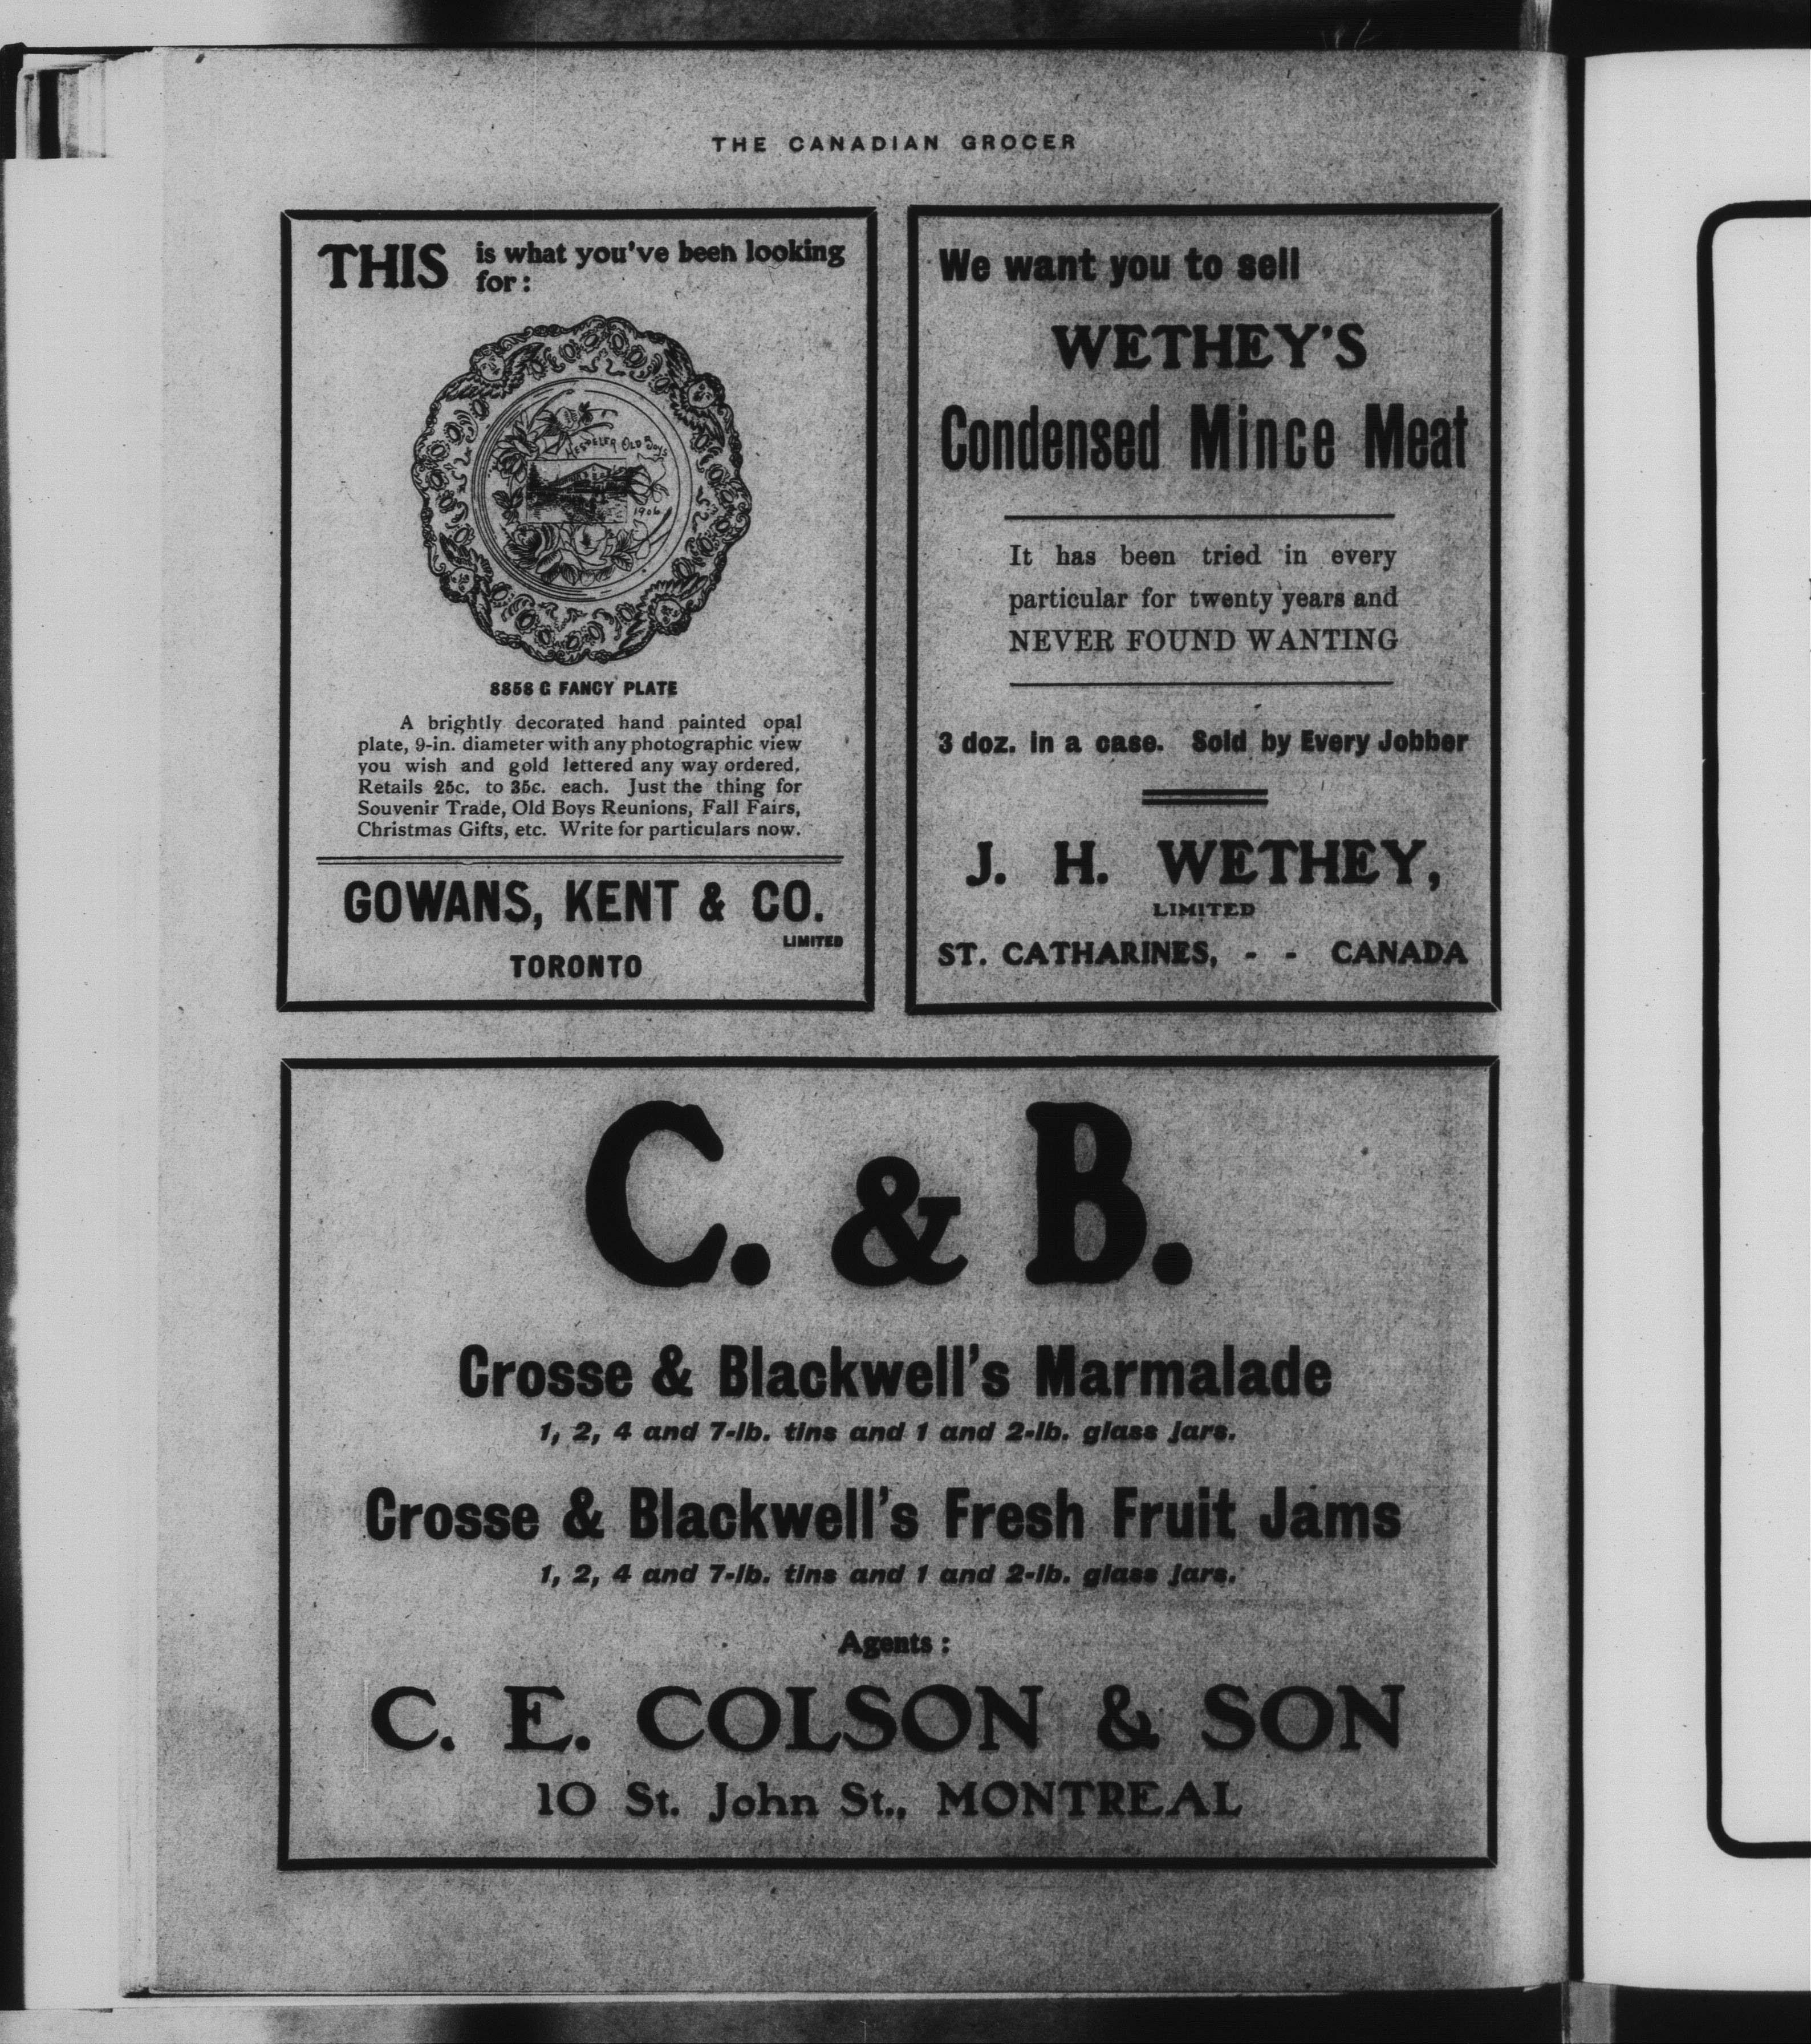 THE CANADIAN GROCER
THIS is what you've been looking
for:
HESPELER OLD BOYS
1906
8858 C FANCY PLATE
A brightly decorated hand painted opal
plate, 9-in. diameter with any photographic view
you wish and gold lettered any way ordered.
Retails 25c. to 35c. each. Just the thing for
Souvenir Trade, Old Boys Reunions, Fall Fairs,
Christmas Gifts, etc. Write for particulars now.
GOWANS, KENT & CO.
LIMITED
TORONTO
We want you to sell
WETHEY'S
Condensed Mince Meat
It has been tried in every
particular for twenty years and
NEVER FOUND WANTING
3 doz. in a case. Sold by Every Jobber
J. H. WETHEY,
LIMITED
ST. CATHARINES, - - CANADA
C. & B.
Crosse & Blackwell's Marmalade
1, 2, 4 and 7-lb. tins and 1 and 2-lb. glass jars.
Crosse & Blackwell's Fresh Fruit Jams
1, 2, 4 and 7-lb. tins and 1 and 2-lb. glass jars.
Agents:
C. E. COLSON & SON
10 St. John St., MONTREAL